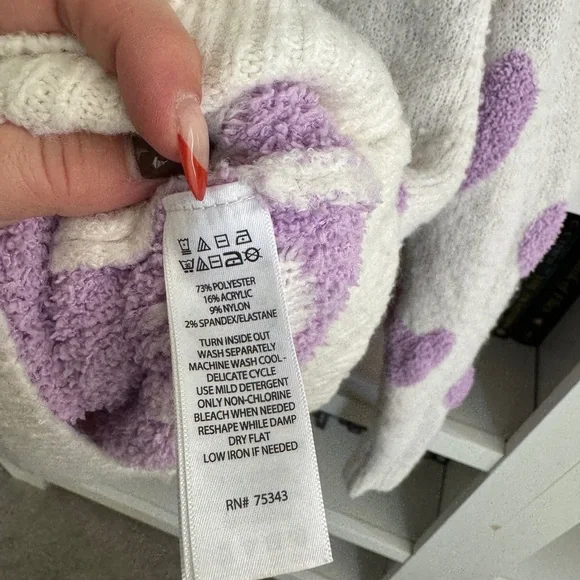 73% POLYESTER
16% ACRYLIC
9% NYLON
2% SPANDEX/ELASTANE
TURN INSIDE OUT
WASH SEPARATELY
MACHINE WASH COOL -
DELICATE CYCLE
USE MILD DETERGENT
ONLY NON-CHLORINE
BLEACH WHEN NEEDED
RESHAPE WHILE DAMP
DRY FLAT
LOW IRON IF NEEDED
RN# 75343